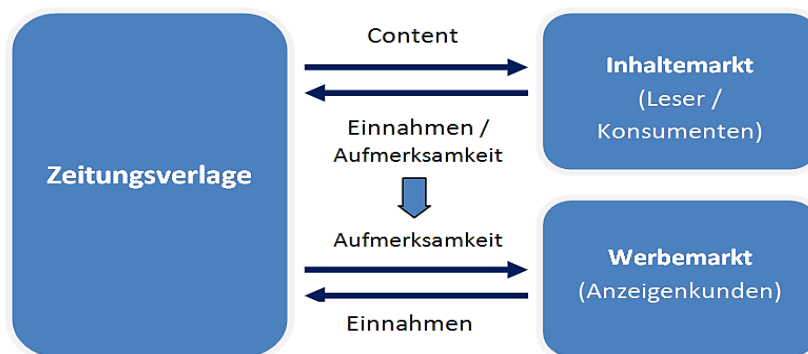 Zeitungsverlage
Content
Einnahmen /
Aufmerksamkeit
Aufmerksamkeit
Einnahmen
Inhaltemarkt
(Leser /
Konsumenten)
Werbemarkt
(Anzeigenkunden)